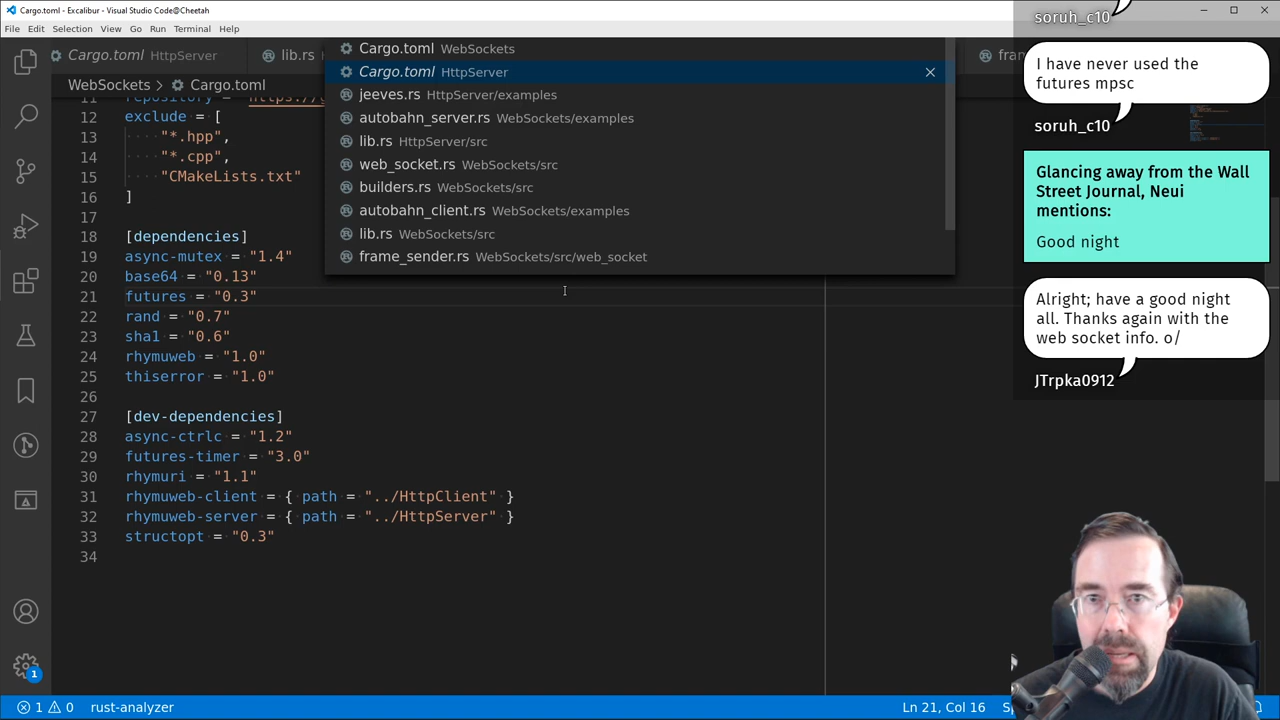 Cargo.toml - Excalibur - Visual Studio Code@Cheetah
File Edit Selection View Go Run Terminal Help
Cargo.toml HttpServer
lib.rs
WebSockets > Cargo.toml
Cargo.toml WebSockets
Cargo.toml HttpServer
jeeves.rs HttpServer/examples
autobahn_server.rs WebSockets/examples
lib.rs HttpServer/src
web_socket.rs WebSockets/src
builders.rs WebSockets/src
autobahn_client.rs WebSockets/examples
lib.rs WebSockets/src
frame_sender.rs WebSockets/src/web_socket
12 exclude = [
13 "*.hpp",
14 "*.cpp",
15 "CMakeLists.txt"
16 ]
17
18 [dependencies]
19 async-mutex = "1.4"
20 base64 = "0.13"
21 futures = "0.3"
22 rand = "0.7"
23 sha1 = "0.6"
24 rhymuweb = "1.0"
25 thiserror = "1.0"
26
27 [dev-dependencies]
28 async-ctrlc = "1.2"
29 futures-timer = "3.0"
30 rhymuri = "1.1"
31 rhymuweb-client = { path = "../HttpClient" }
32 rhymuweb-server = { path = "../HttpServer" }
33 structopt = "0.3"
34
soruh_c10
I have never used the
futures mpsc
soruh_c10
Glancing away from the Wall
Street Journal, Neui
mentions:
Good night
Alright; have a good night
all. Thanks again with the
web socket info. o/
JTrpka0912
1
1 0 rust-analyzer
Ln 21, Col 16